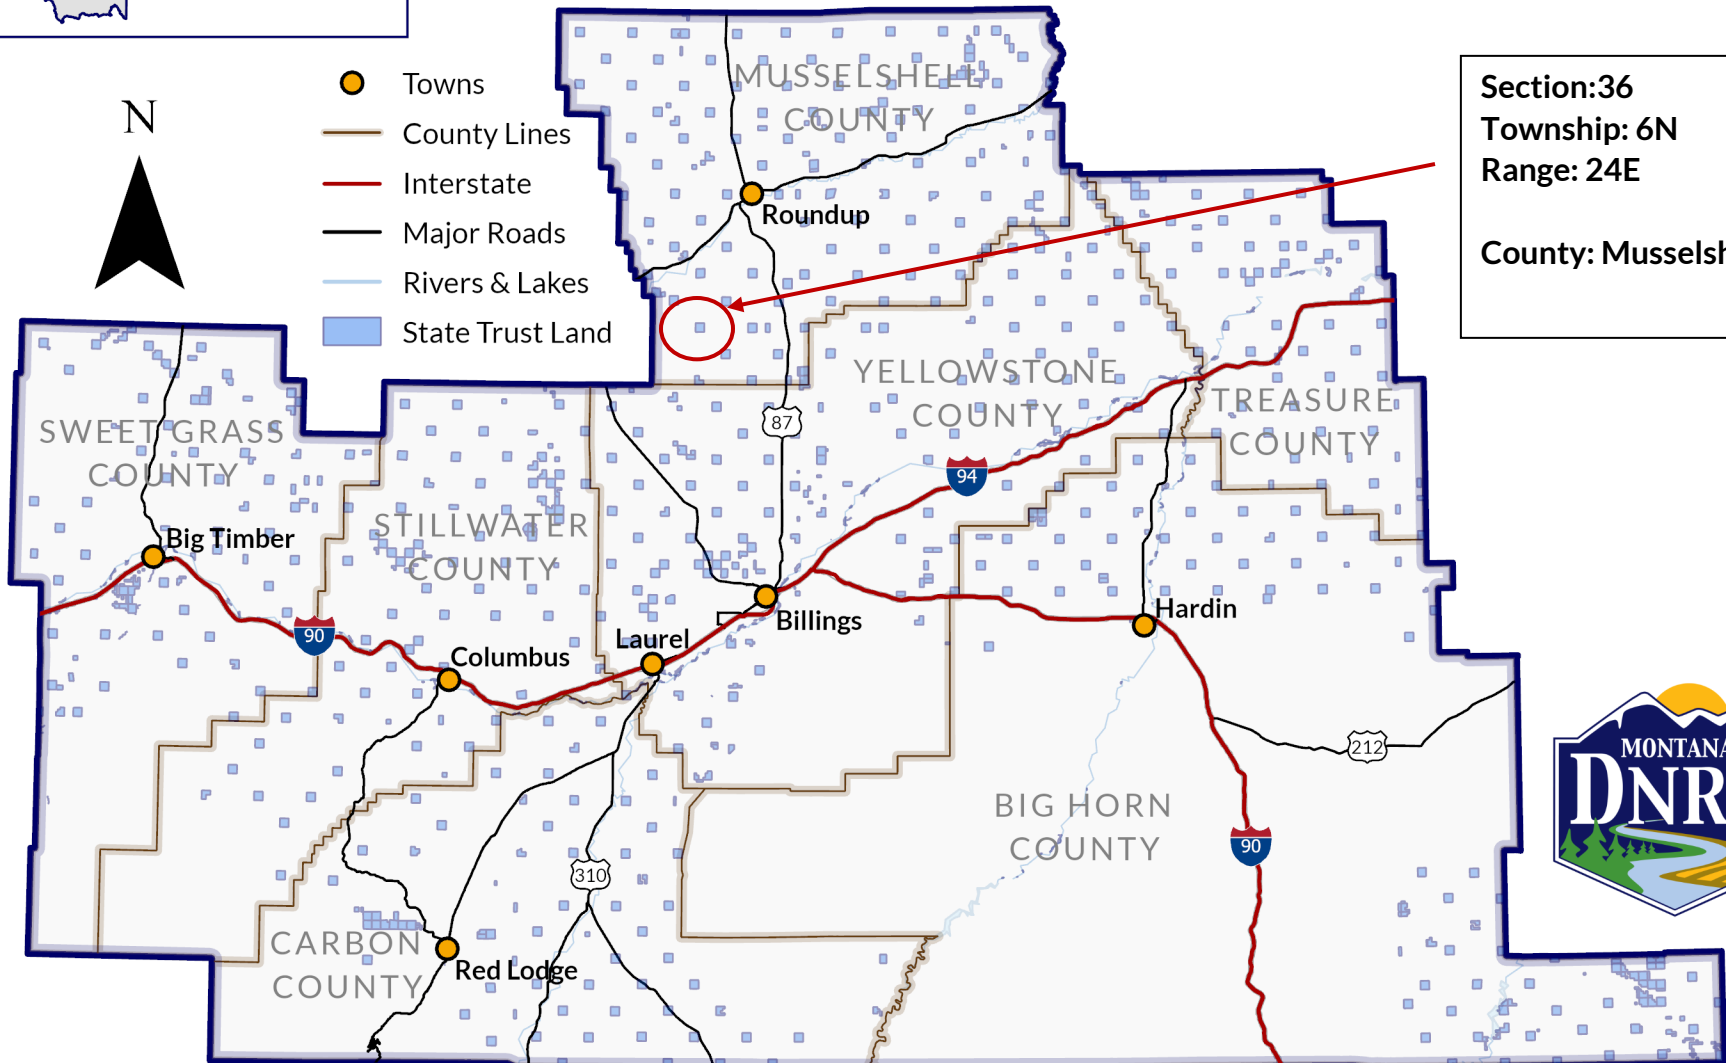 N
Towns
County Lines
Interstate
Major Roads
Rivers & Lakes
State Trust Land
MUSSELSHELL
COUNTY
Roundup
Section:36
Township: 6N
Range: 24E
County: Musselsh
YELLOWSTONE
COUNTY
TREASURE
COUNTY
87
94
SWEET GRASS
COUNTY
STILLWATER
COUNTY
Big Timber
90
Columbus
Laurel
Billings
Hardin
212
BIG HORN
COUNTY
90
310
CARBON
COUNTY
Red Lodge
MONTANA
DNR